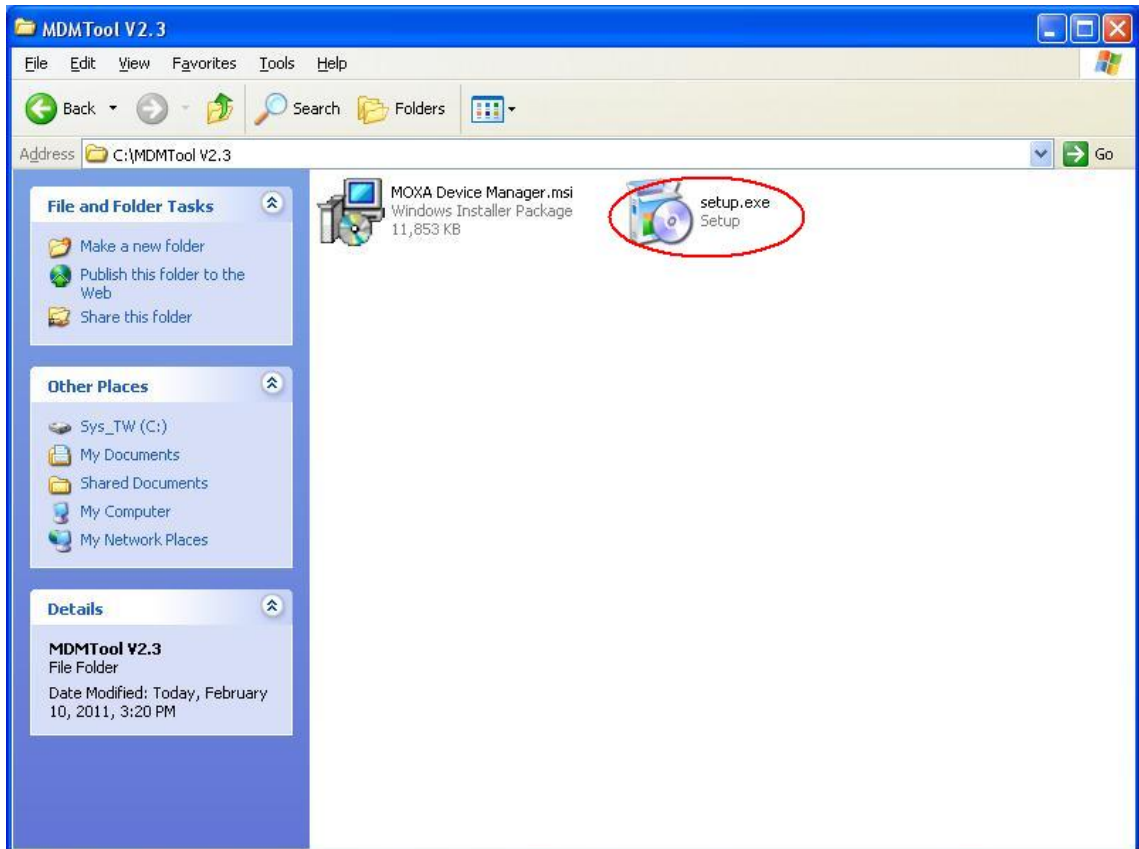 MDMTool V2.3
File Edit View Favorites Tools Help
Back Search Folders
Address C:\MDMTool V2.3 Go
File and Folder Tasks
Make a new folder
Publish this folder to the
Web
Share this folder
Other Places
Sys_TW (C:)
My Documents
Shared Documents
My Computer
My Network Places
Details
MDMTool V2.3
File Folder
Date Modified: Today, February
10, 2011, 3:20 PM
MOXA Device Manager.msi
Windows Installer Package
11,853 KB
setup.exe
Setup